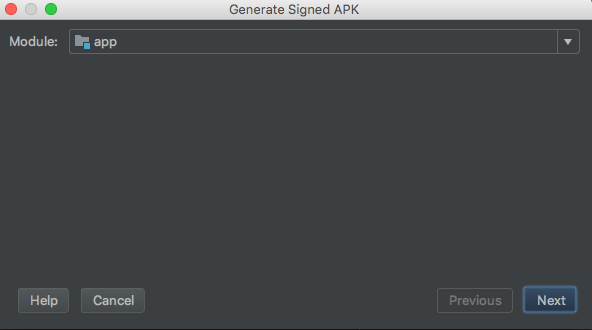 Generate Signed APK
Module: app
Help Cancel Previous Next